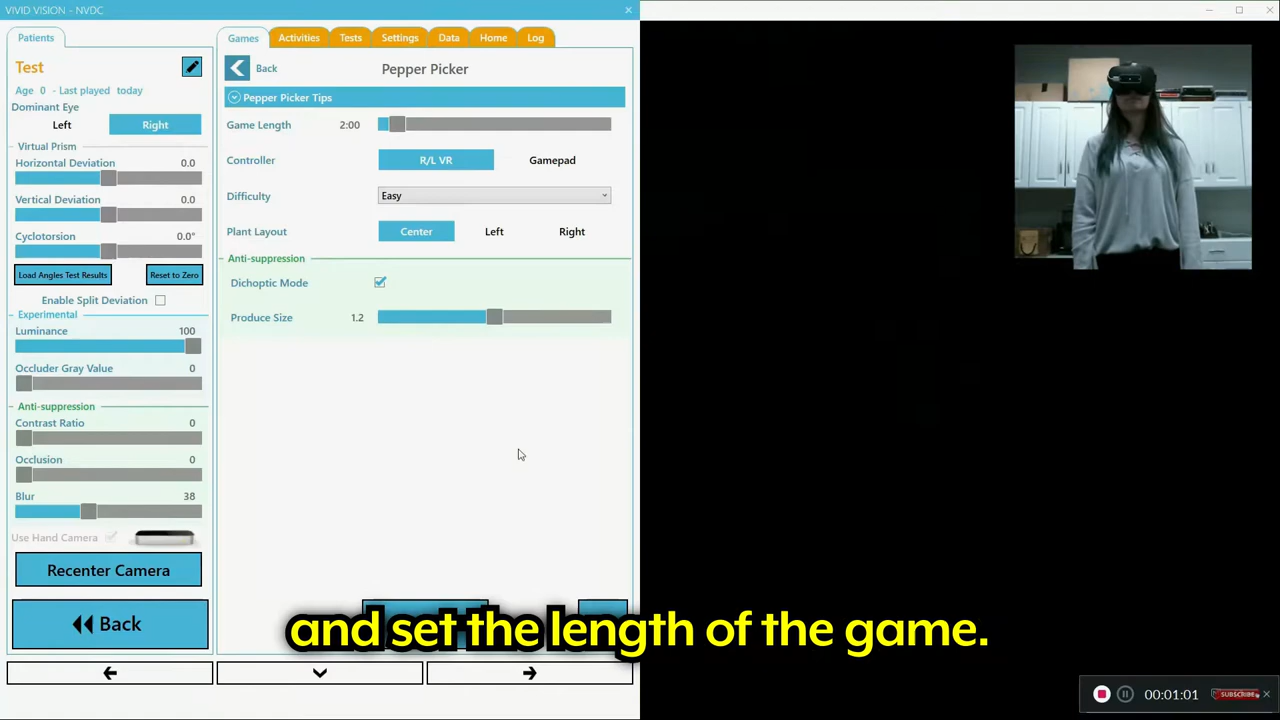 VIVID VISION - NVDC
Patients
Test
Age 0 - Last played today
Dominant Eye
Left
Right
Virtual Prism
Horizontal Deviation 0.0
Vertical Deviation 0.0
Cyclotorsion 0.0°
Load Angles Test Results
Reset to Zero
Enable Split Deviation
Experimental
Luminance 100
Occluder Gray Value 0
Anti-suppression
Contrast Ratio 0
Occlusion 0
Blur 38
Use Hand Camera
Recenter Camera
Back
Games
Activities
Tests
Settings
Data
Home
Log
Back
Pepper Picker
Pepper Picker Tips
Game Length 2:00
Controller R/L VR Gamepad
Difficulty Easy
Plant Layout Center Left Right
Anti-suppression
Dichoptic Mode
Produce Size 1.2
and set the length of the game.
00:01:01
SUBSCRIBE